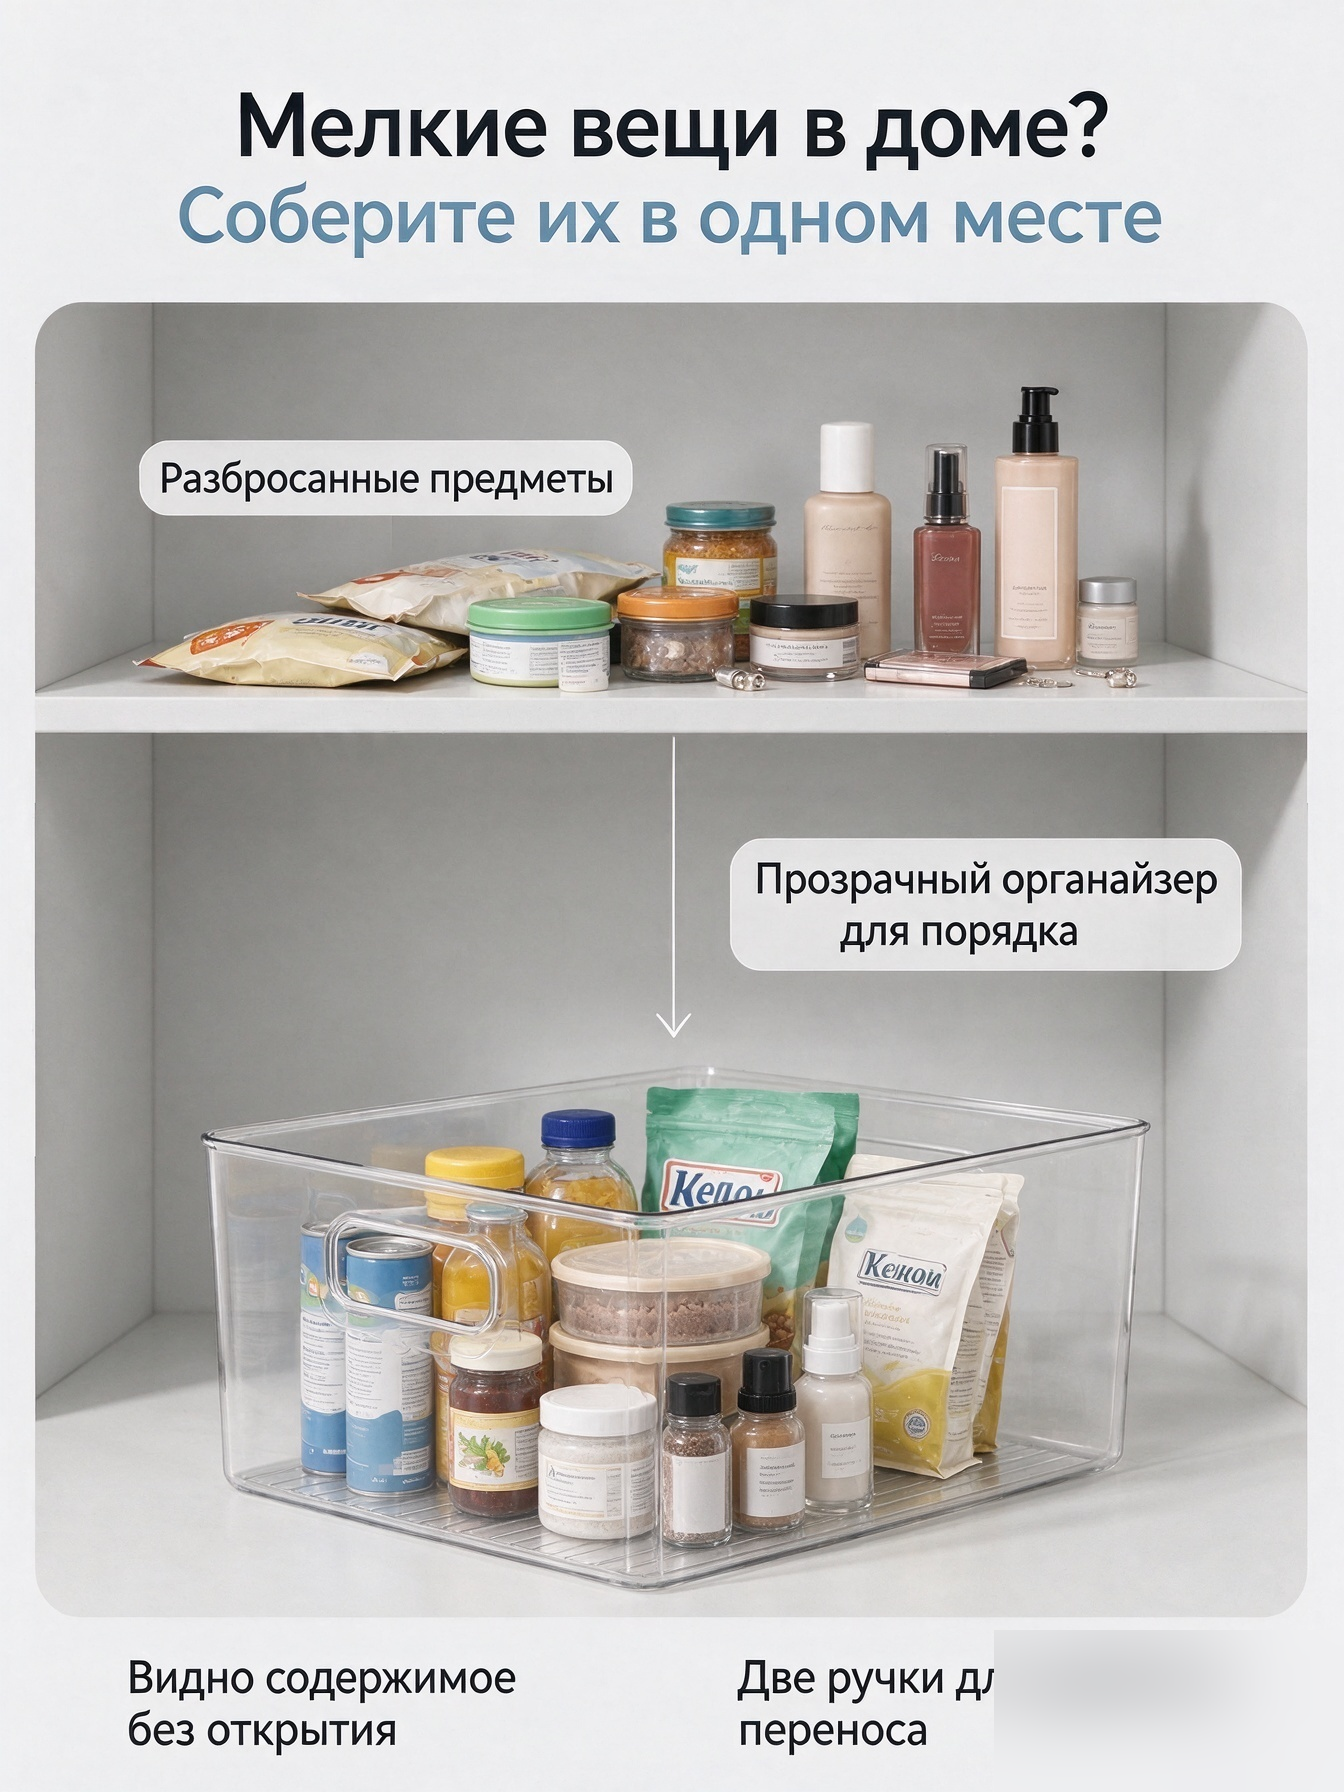 Мелкие вещи в доме?
Соберите их в одном месте
Разбросанные предметы
Прозрачный органайзер
для порядка
Видно содержимое
без открытия
Две ручки
переноса